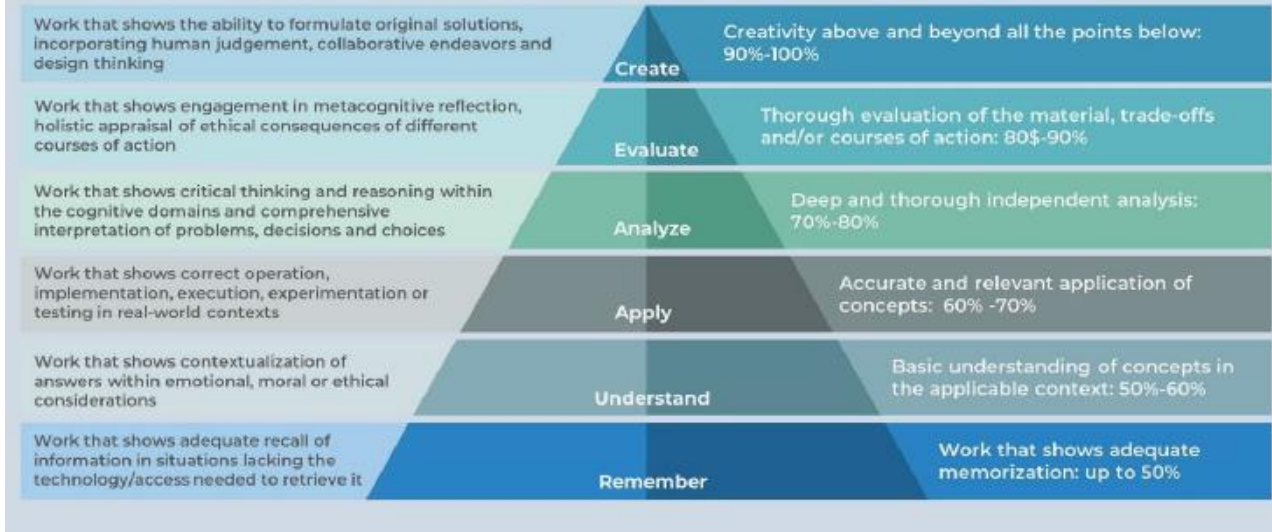 Work that shows the ability to formulate original solutions,
incorporating human judgement, collaborative endeavors and
design thinking
Create
Creativity above and beyond all the points below:
90%-100%
Work that shows engagement in metacognitive reflection,
holistic appraisal of ethical consequences of different
courses of action
Evaluate
Thorough evaluation of the material, trade-offs
and/or courses of action: 80$-90%
Work that shows critical thinking and reasoning within
the cognitive domains and comprehensive
interpretation of problems, decisions and choices
Analyze
Deep and thorough independent analysis:
70%-80%
Work that shows correct operation,
implementation, execution, experimentation or
testing in real-world contexts
Apply
Accurate and relevant application of
concepts: 60% -70%
Work that shows contextualization of
answers within emotional, moral or ethical
considerations
Understand
Basic understanding of concepts in
the applicable context: 50%-60%
Work that shows adequate recall of
information in situations lacking the
technology/access needed to retrieve it
Remember
Work that shows adequate
memorization: up to 50%